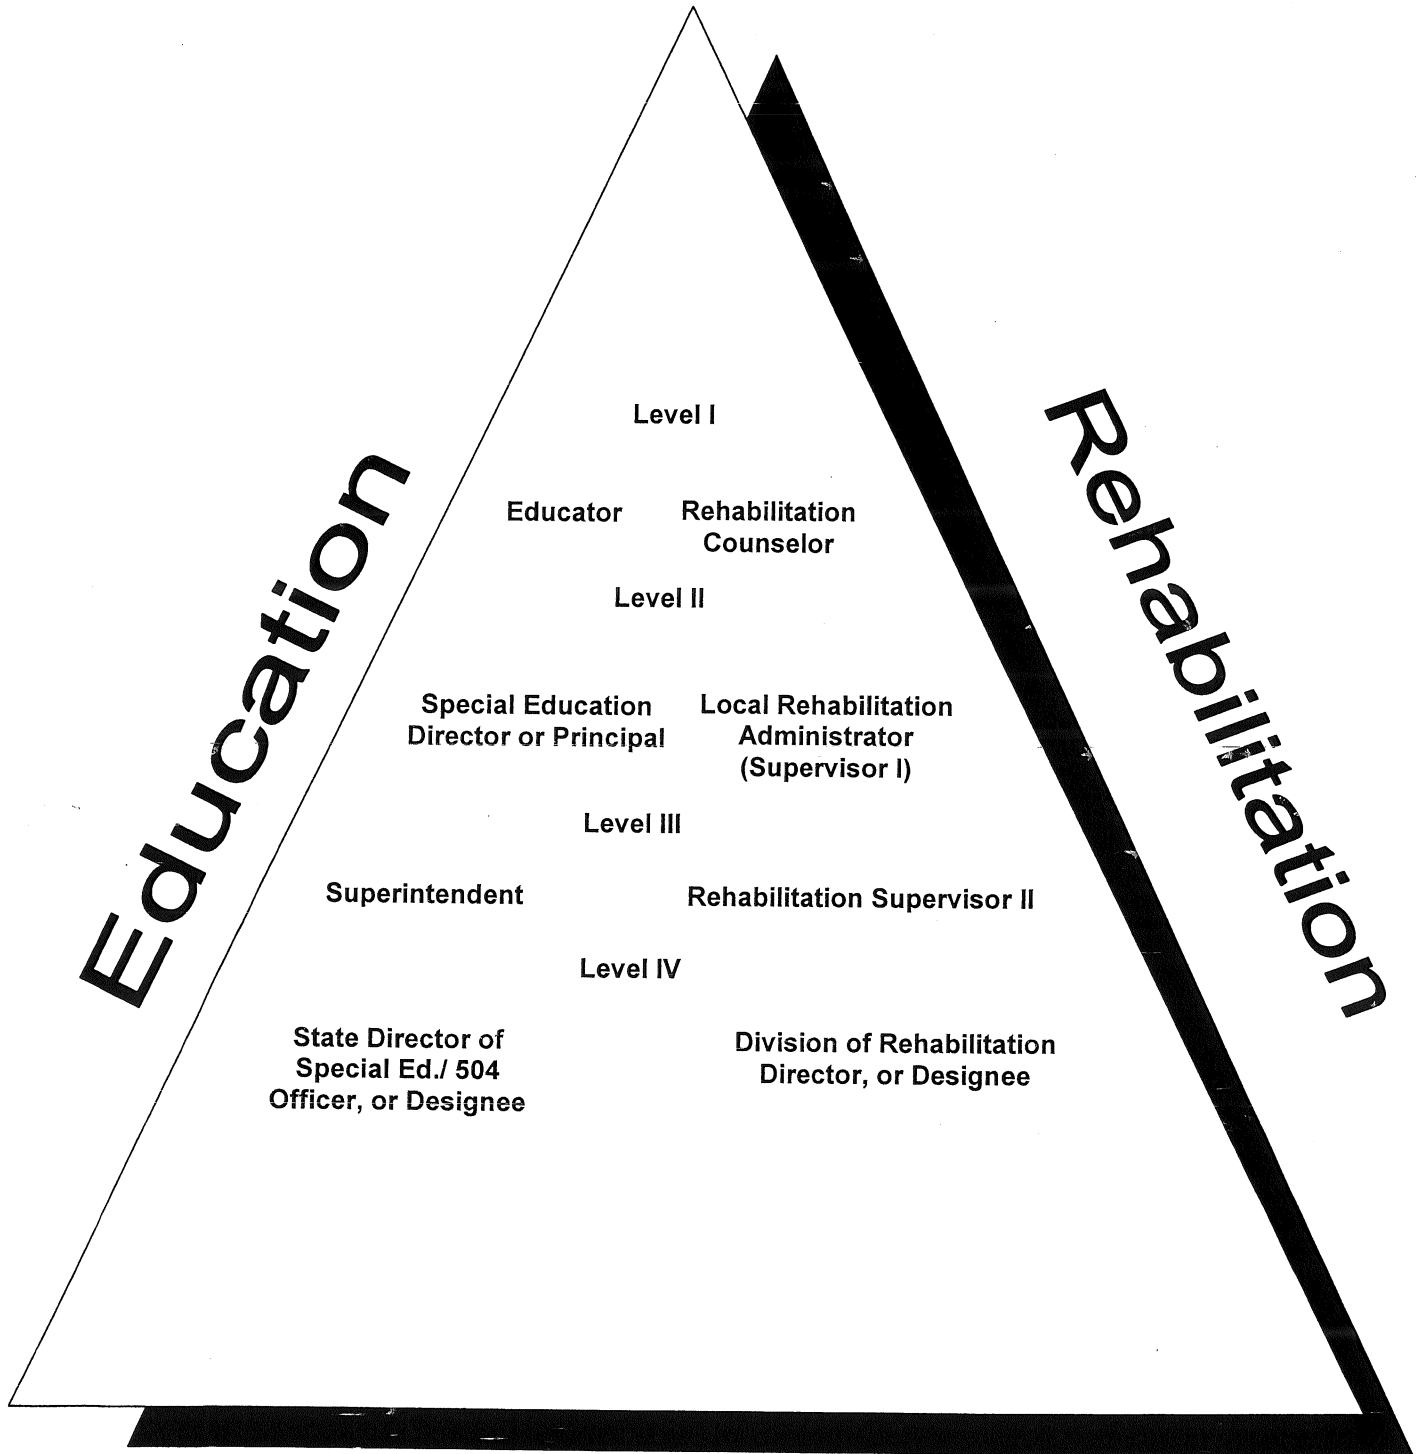 Education
Rehabilitation
Level I
Educator
Rehabilitation
Counselor
Level II
Special Education
Director or Principal
Local Rehabilitation
Administrator
(Supervisor I)
Level III
Superintendent
Rehabilitation Supervisor II
Level IV
State Director of
Special Ed./ 504
Officer, or Designee
Division of Rehabilitation
Director, or Designee